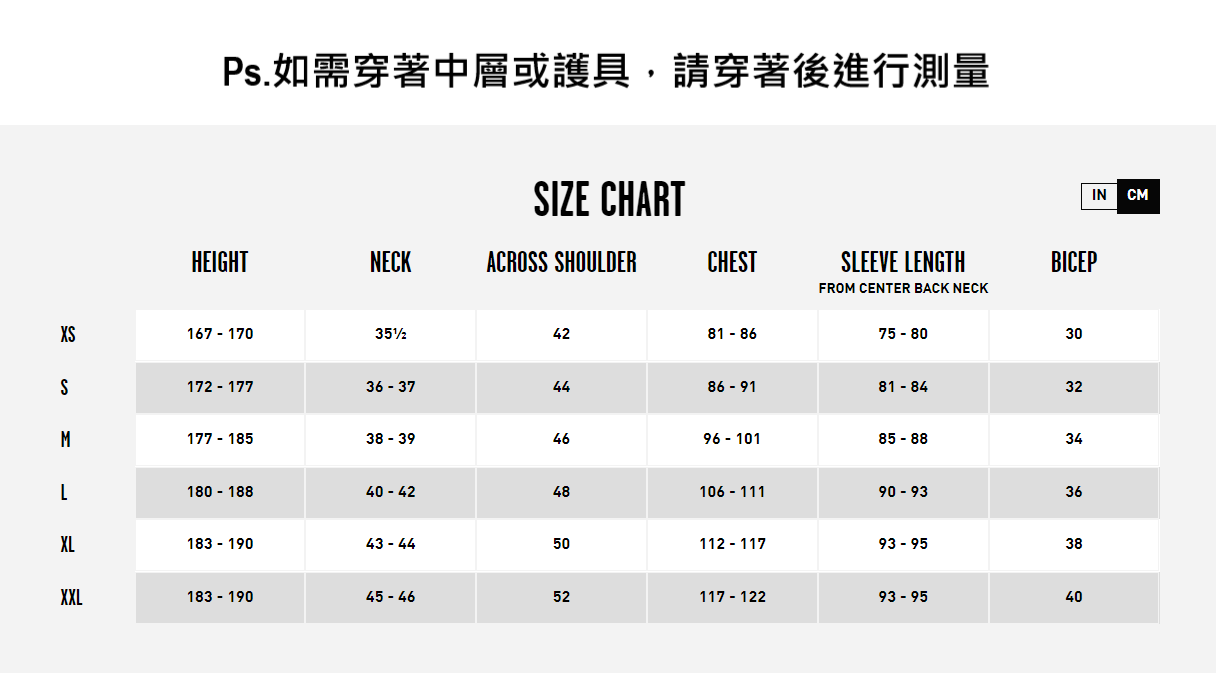 Ps.如需穿著中層或護具，請穿著後進行測量
SIZE CHART
IN CM
HEIGHT NECK ACROSS SHOULDER CHEST SLEEVE LENGTH BICEP
FROM CENTER BACK NECK
XS 167 - 170 35½ 42 81 - 86 75 - 80 30
S 172 - 177 36 - 37 44 86 - 91 81 - 84 32
M 177 - 185 38 - 39 46 96 - 101 85 - 88 34
L 180 - 188 40 - 42 48 106 - 111 90 - 93 36
XL 183 - 190 43 - 44 50 112 - 117 93 - 95 38
XXL 183 - 190 45 - 46 52 117 - 122 93 - 95 40